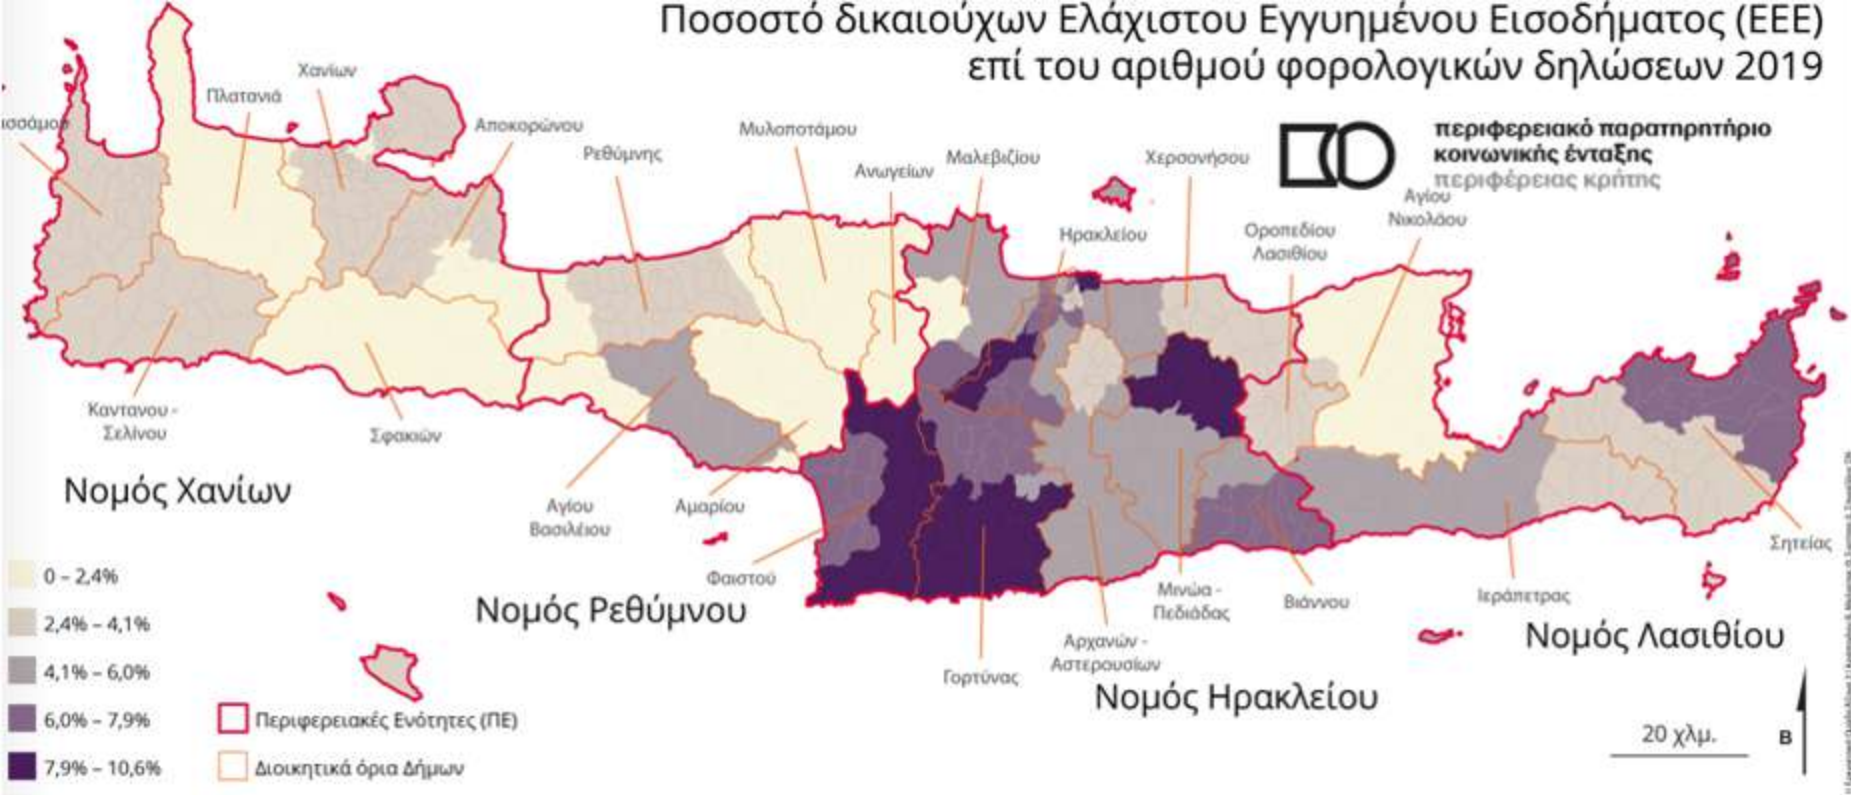 Ποσοστό δικαιούχων Ελάχιστου Εγγυημένου Εισοδήματος (ΕΕΕ)
επί του αριθμού φορολογικών δηλώσεων 2019
περιφερειακό παρατηρητήριο
κοινωνικής ένταξης
περιφέρειας κρήτης
ισσάμου
Πλατανιά
Χανίων
Αποκορώνου
Ρεθύμνης
Μυλοποτάμου
Ανωγείων
Μαλεβιζίου
Ηρακλείου
Χερσονήσου
Οροπεδίου
Λασιθίου
Αγίου
Νικολάου
Καντανου -
Σελίνου
Σφακιών
Αγίου
Βασιλείου
Αμαρίου
Φαιστού
Γορτύνας
Αρχανών -
Αστερουσίων
Μινώα -
Πεδιάδας
Βιάννου
Ιεράπετρας
Σητείας
Νομός Χανίων
Νομός Ρεθύμνου
Νομός Ηρακλείου
Νομός Λασιθίου
0 – 2,4%
2,4% – 4,1%
4,1% – 6,0%
6,0% – 7,9%
7,9% – 10,6%
Περιφερειακές Ενότητες (ΠΕ)
Διοικητικά όρια Δήμων
20 χλμ.
Β